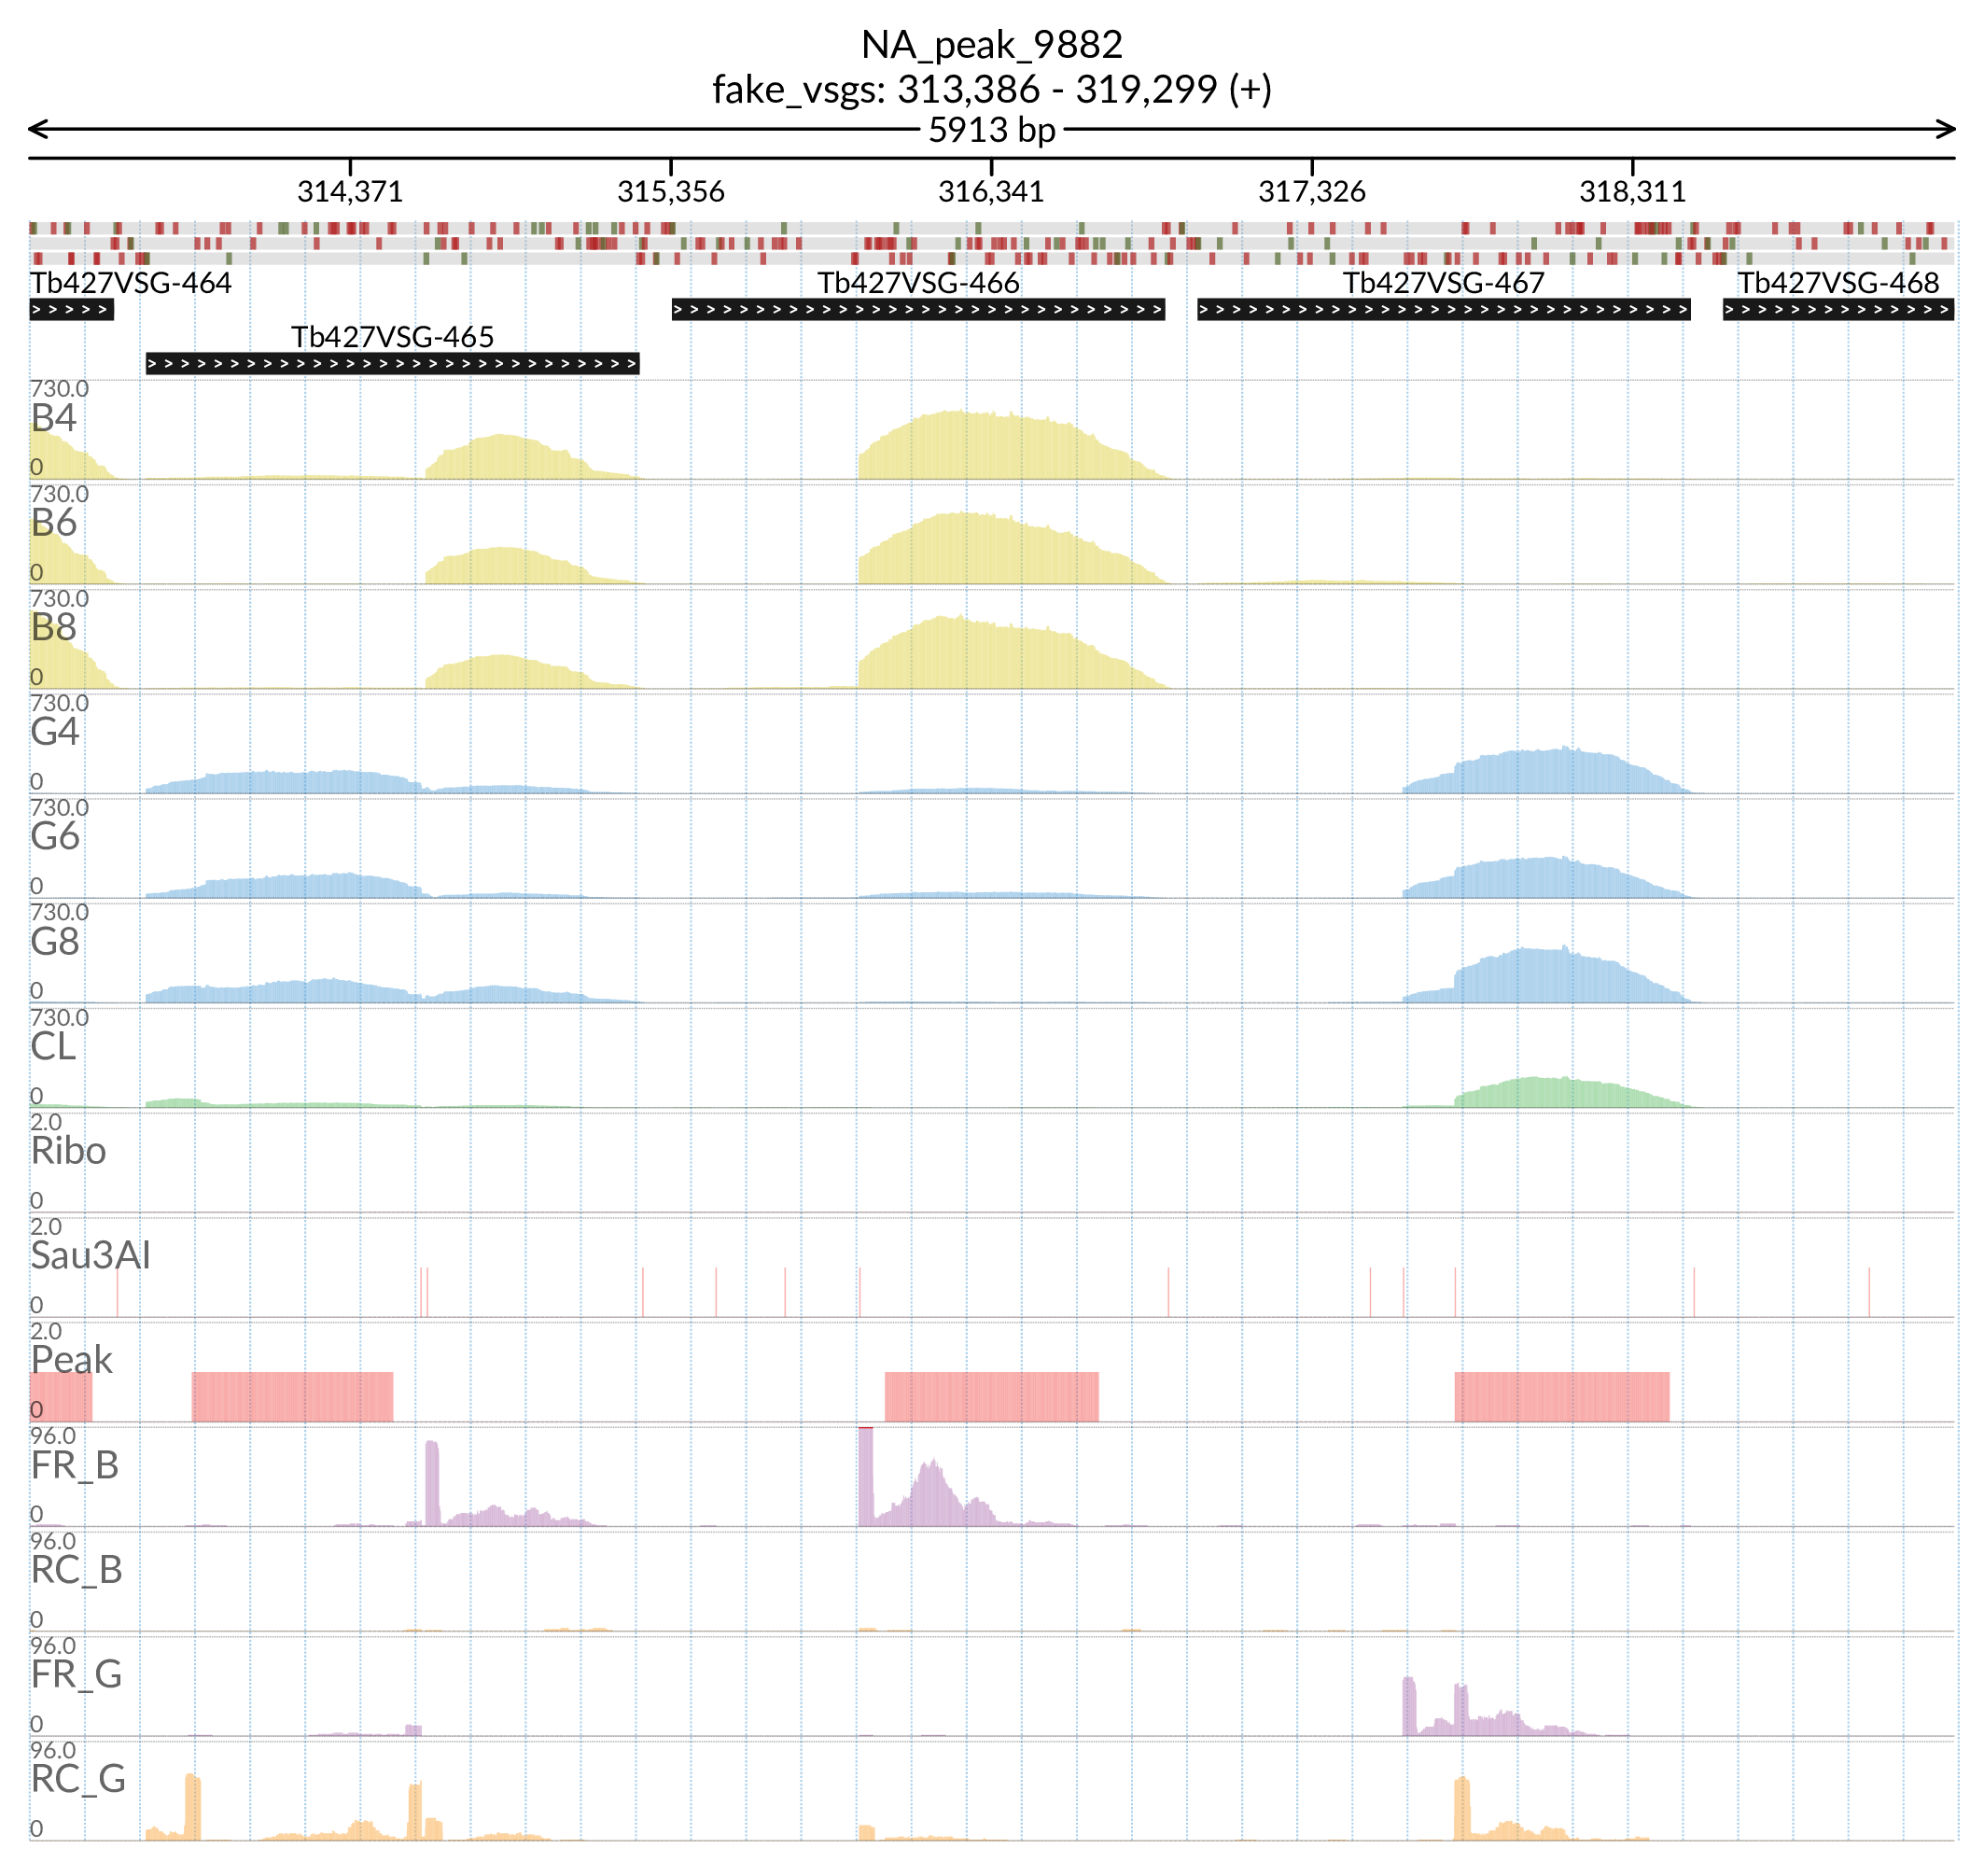 NA_peak_9882
fake_vsgs: 313,386 - 319,299 (+)
5913 bp
314,371 315,356 316,341 317,326 318,311
Tb427VSG-464 Tb427VSG-466 Tb427VSG-467 Tb427VSG-468
Tb427VSG-465
730.0
B4
0
730.0
B6
0
730.0
B8
0
730.0
G4
0
730.0
G6
0
730.0
G8
0
730.0
CL
0
2.0
Ribo
0
2.0
Sau3AI
0
2.0
Peak
0
96.0
FR_B
0
96.0
RC_B
0
96.0
FR_G
0
96.0
RC_G
0